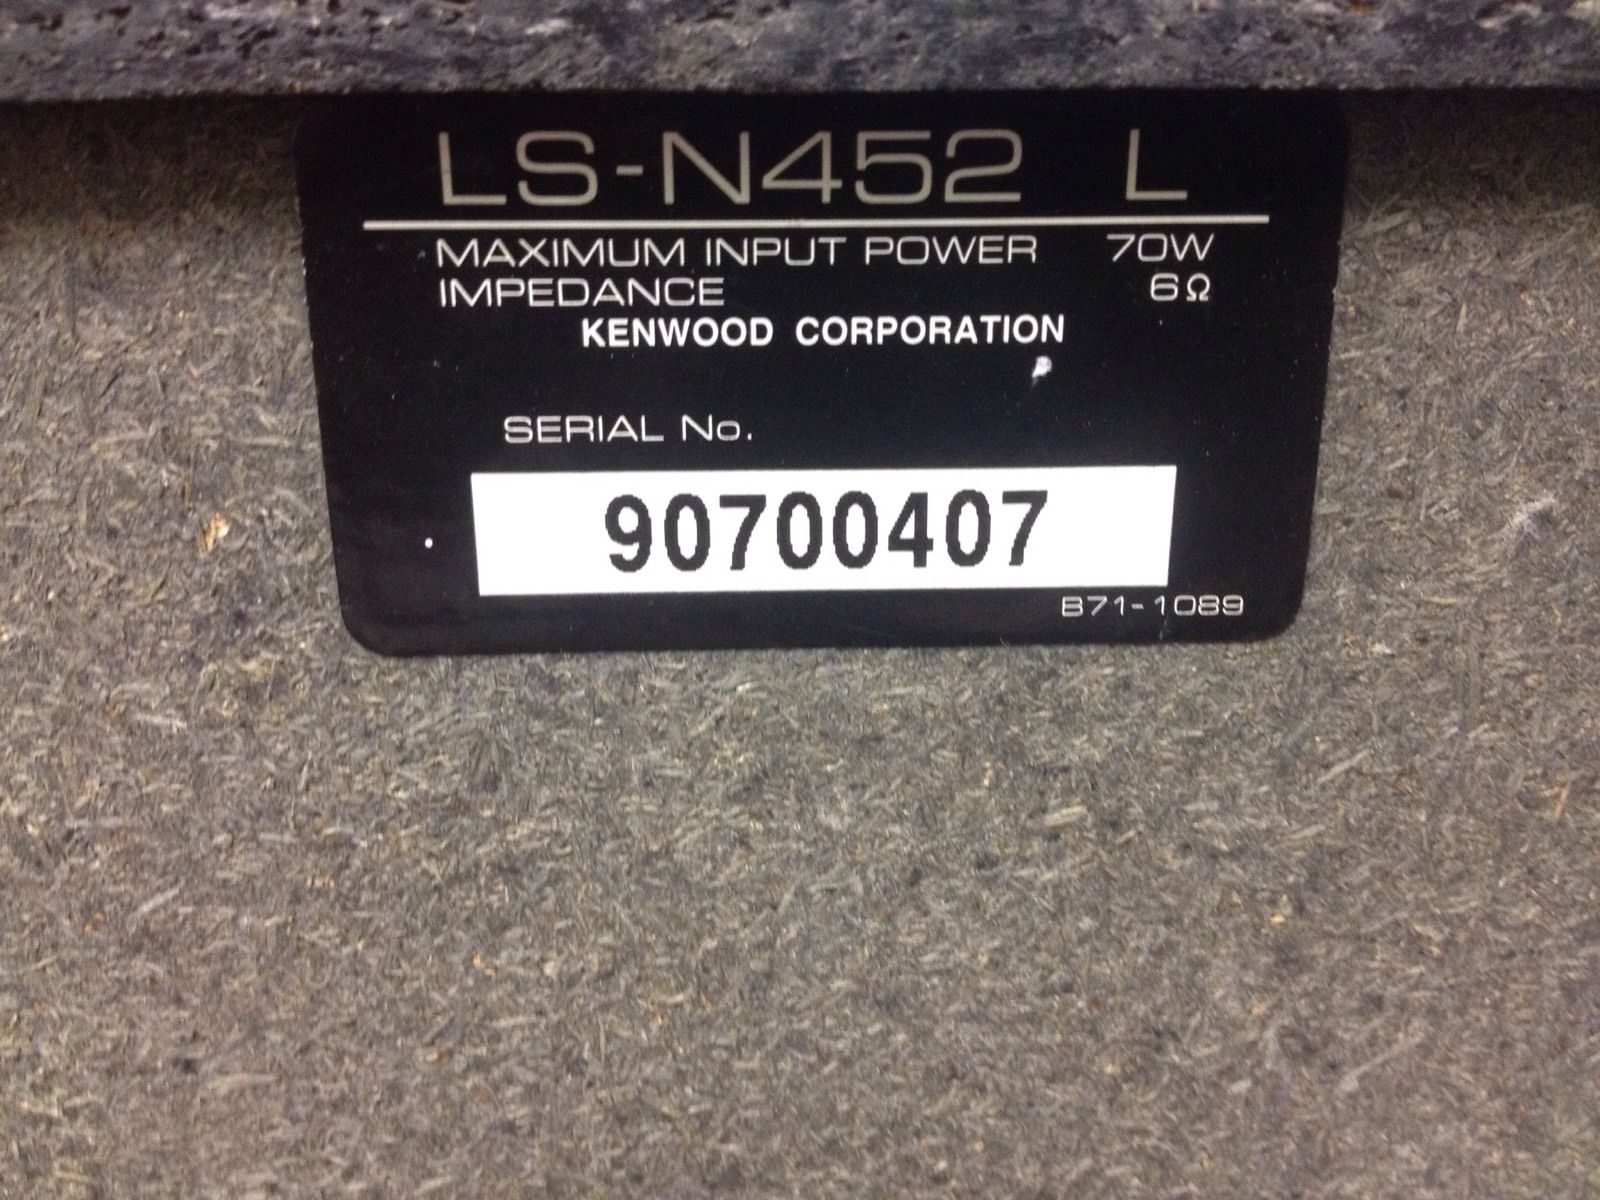 LS-N452 L
MAXIMUM INPUT POWER 70W
IMPEDANCE 6Ω
KENWOOD CORPORATION
SERIAL No.
90700407
B71-1089